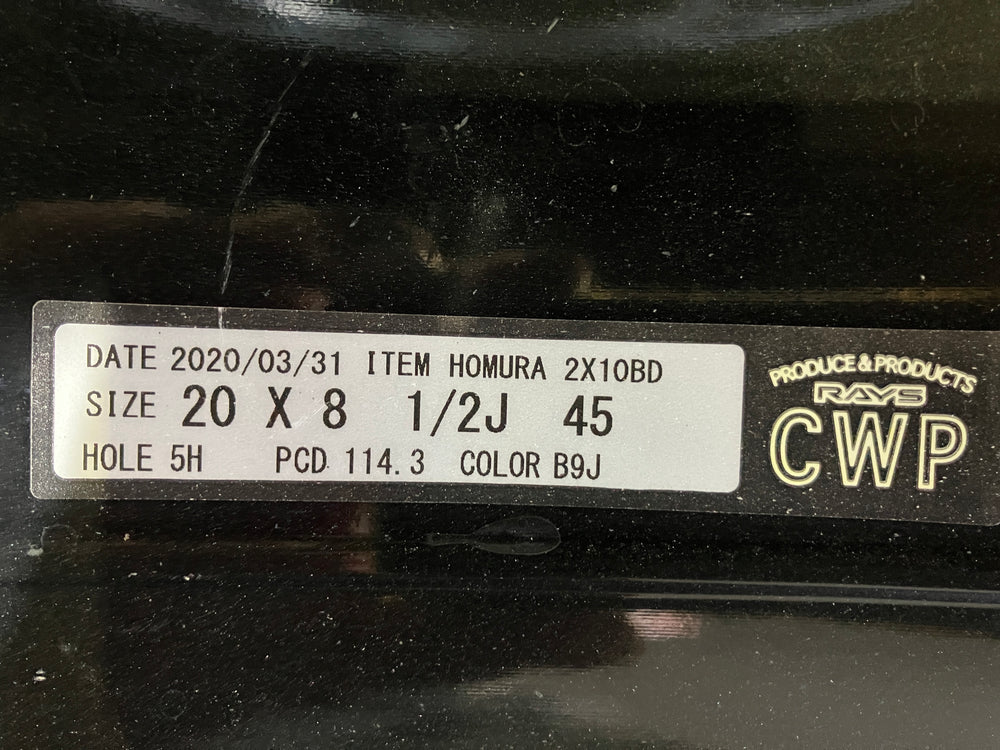 DATE 2020/03/31 ITEM HOMURA 2X10BD
SIZE 20 X 8 1/2J 45
HOLE 5H PCD 114.3 COLOR B9J
PRODUCE & PRODUCTS
RAYS
CWP